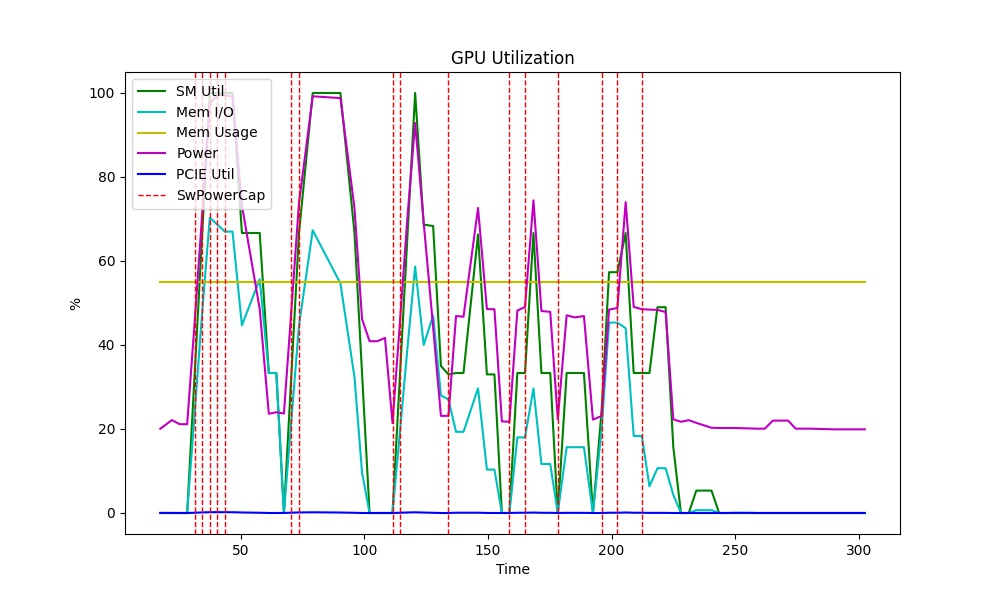 GPU Utilization
SM Util
Mem I/O
Mem Usage
Power
PCIE Util
SwPowerCap
100
80
60
40
20
0
%
50
100
150
200
250
300
Time